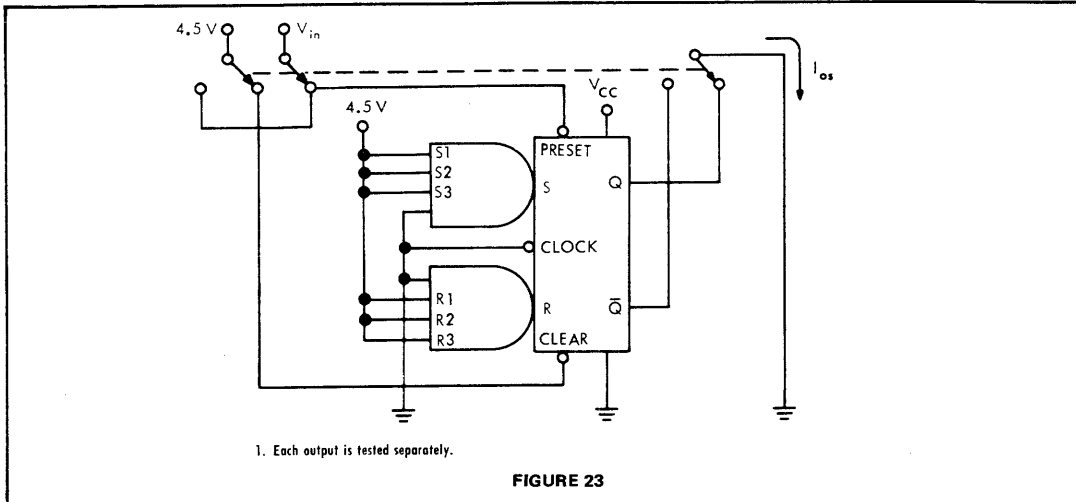 4.5 V
V_in
I_os
4.5 V
V_CC
S1
S2
S3
PRESET
S
Q
CLOCK
R1
R2
R3
R
Q̄
CLEAR
1. Each output is tested separately.
FIGURE 23